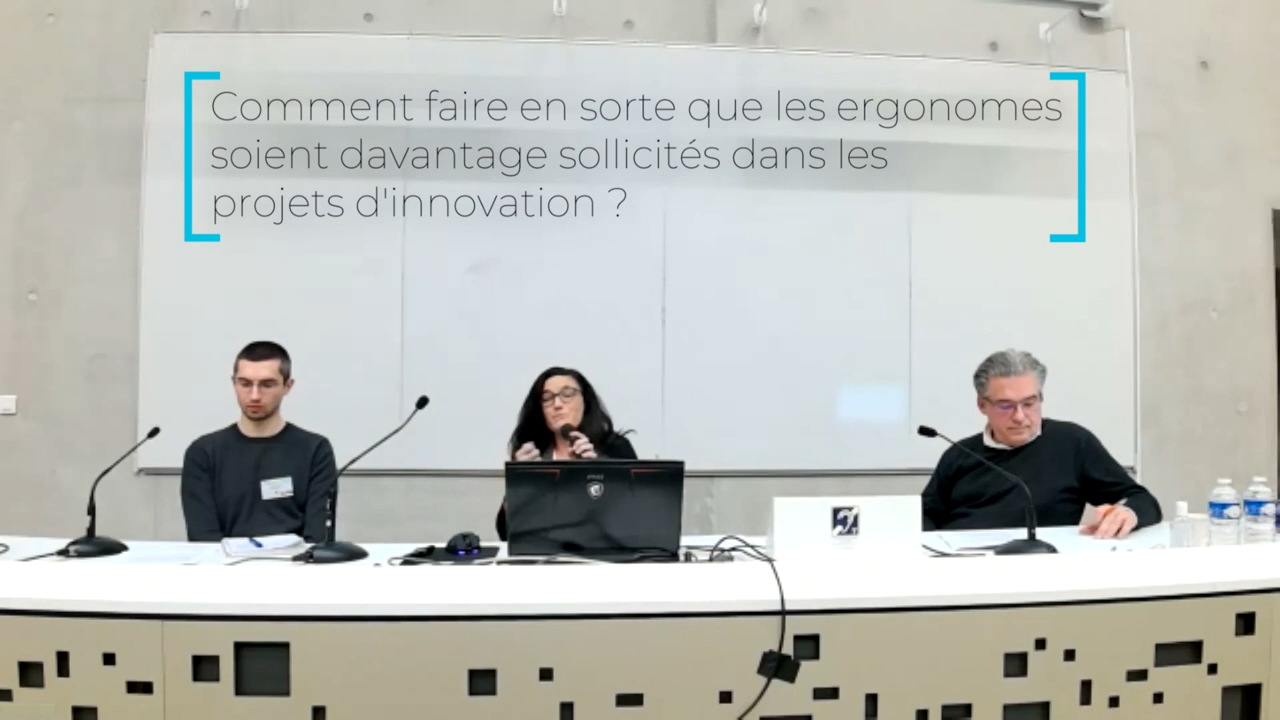 Comment faire en sorte que les ergonomes
soient davantage sollicités dans les
projets d'innovation ?